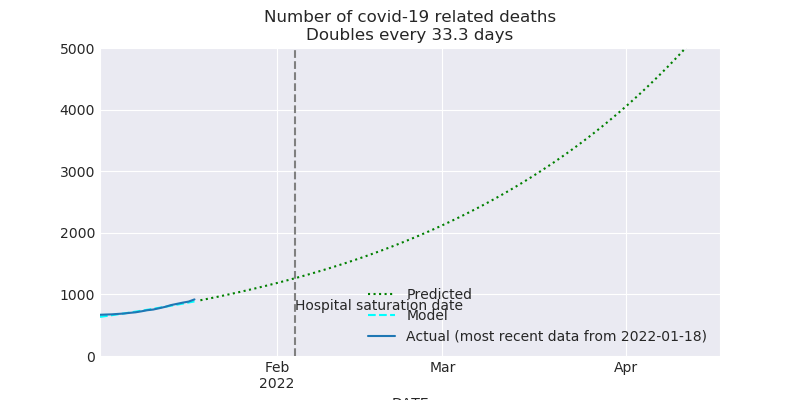 Number of covid-19 related deaths
Doubles every 33.3 days
5000
4000
3000
2000
1000
0
Hospital saturation date
Predicted
Model
Actual (most recent data from 2022-01-18)
Feb
2022
Mar
Apr
DATE